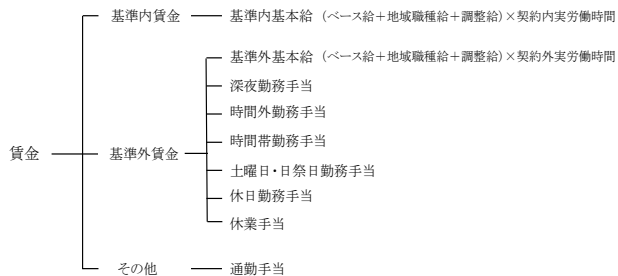 基準内賃金 基準内基本給 (ベース給+地域職種給+調整給)×契約内実労働時間
基準外基本給 (ベース給+地域職種給+調整給)×契約外実労働時間
深夜勤務手当
時間外勤務手当
時間帯勤務手当
賃金 基準外賃金
土曜日・日祭日勤務手当
休日勤務手当
休業手当
その他 通勤手当